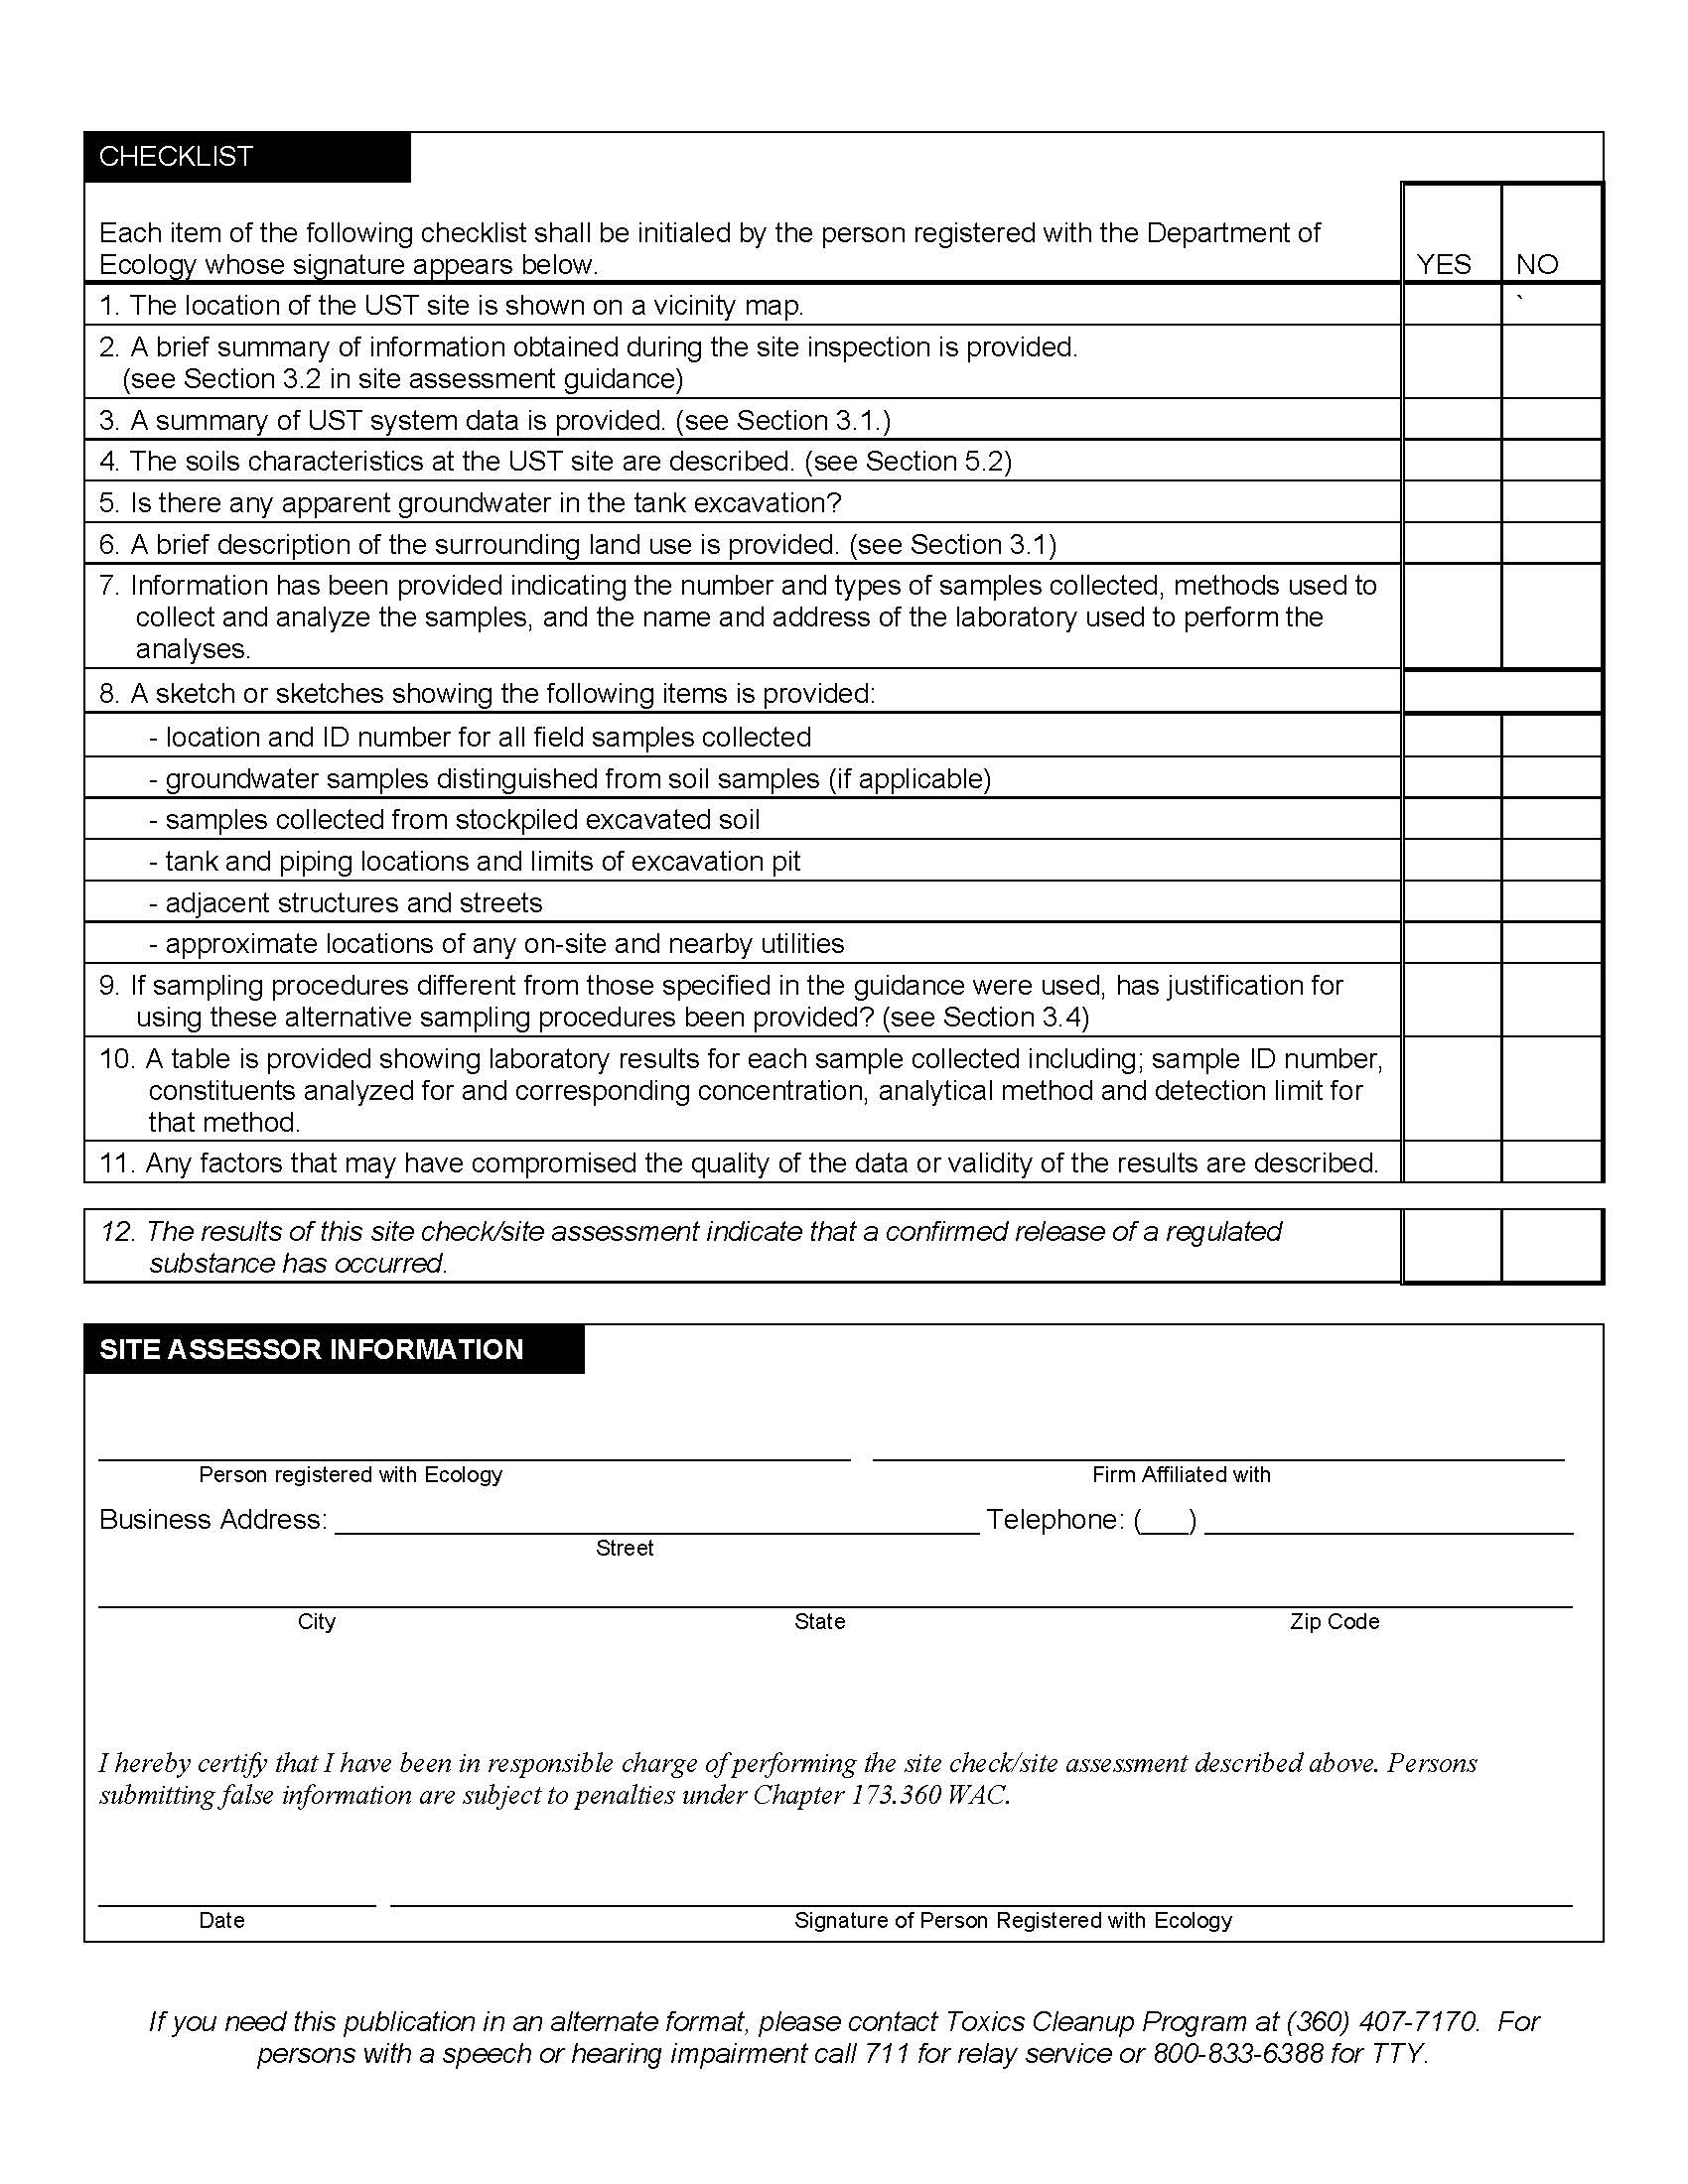 CHECKLIST
Each item of the following checklist shall be initialed by the person registered with the Department of
Ecology whose signature appears below.
YES
NO
1. The location of the UST site is shown on a vicinity map.
`
2. A brief summary of information obtained during the site inspection is provided.
(see Section 3.2 in site assessment guidance)
3. A summary of UST system data is provided. (see Section 3.1.)
4. The soils characteristics at the UST site are described. (see Section 5.2)
5. Is there any apparent groundwater in the tank excavation?
6. A brief description of the surrounding land use is provided. (see Section 3.1)
7. Information has been provided indicating the number and types of samples collected, methods used to
collect and analyze the samples, and the name and address of the laboratory used to perform the
analyses.
8. A sketch or sketches showing the following items is provided:
- location and ID number for all field samples collected
- groundwater samples distinguished from soil samples (if applicable)
- samples collected from stockpiled excavated soil
- tank and piping locations and limits of excavation pit
- adjacent structures and streets
- approximate locations of any on-site and nearby utilities
9. If sampling procedures different from those specified in the guidance were used, has justification for
using these alternative sampling procedures been provided? (see Section 3.4)
10. A table is provided showing laboratory results for each sample collected including; sample ID number,
constituents analyzed for and corresponding concentration, analytical method and detection limit for
that method.
11. Any factors that may have compromised the quality of the data or validity of the results are described.
12. The results of this site check/site assessment indicate that a confirmed release of a regulated
substance has occurred.
SITE ASSESSOR INFORMATION
Person registered with Ecology
Firm Affiliated with
Business Address: ______ Telephone: (___) ______
Street
City State Zip Code
I hereby certify that I have been in responsible charge of performing the site check/site assessment described above. Persons
submitting false information are subject to penalties under Chapter 173.360 WAC.
Date Signature of Person Registered with Ecology
If you need this publication in an alternate format, please contact Toxics Cleanup Program at (360) 407-7170. For
persons with a speech or hearing impairment call 711 for relay service or 800-833-6388 for TTY.